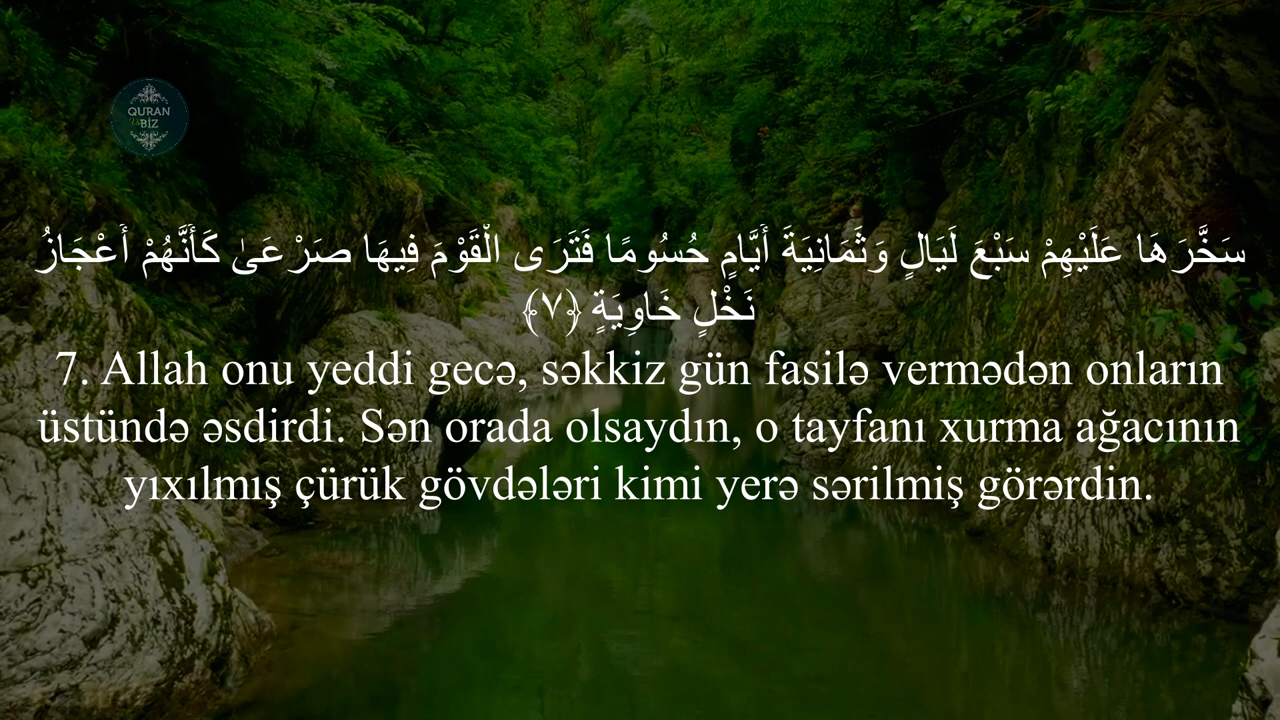 QURAN
Və
BİZ
سَخَّرَهَا عَلَيْهِمْ سَبْعَ لَيَالٍ وَثَمَانِيَةَ أَيَّامٍ حُسُومًا فَتَرَى الْقَوْمَ فِيهَا صَرْعَىٰ كَأَنَّهُمْ أَعْجَازُ
نَخْلٍ خَاوِيَةٍ ﴿٧﴾
7. Allah onu yeddi gecə, səkkiz gün fasilə vermədən onların
üstündə əsdirdi. Sən orada olsaydın, o tayfanı xurma ağacının
yıxılmış çürük gövdələri kimi yerə sərilmiş görərdin.